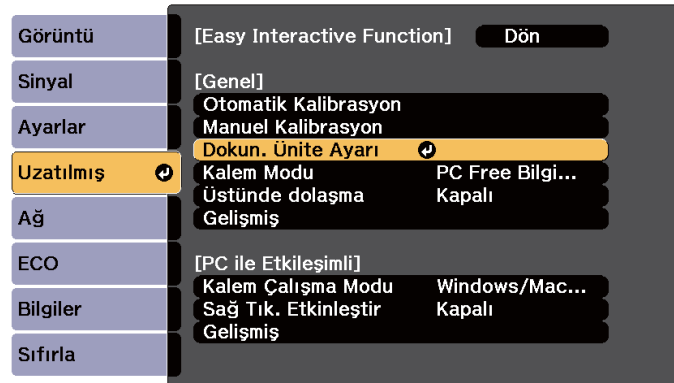 Görüntü
Sinyal
Ayarlar
Uzatılmış
Ağ
ECO
Bilgiler
Sıfırla
[Easy Interactive Function] Dön
[Genel]
Otomatik Kalibrasyon
Manuel Kalibrasyon
Dokun. Ünite Ayarı
Kalem Modu PC Free Bilgi...
Üstünde dolaşma Kapalı
Gelişmiş
[PC ile Etkileşimli]
Kalem Çalışma Modu Windows/Mac...
Sağ Tık. Etkinleştir Kapalı
Gelişmiş